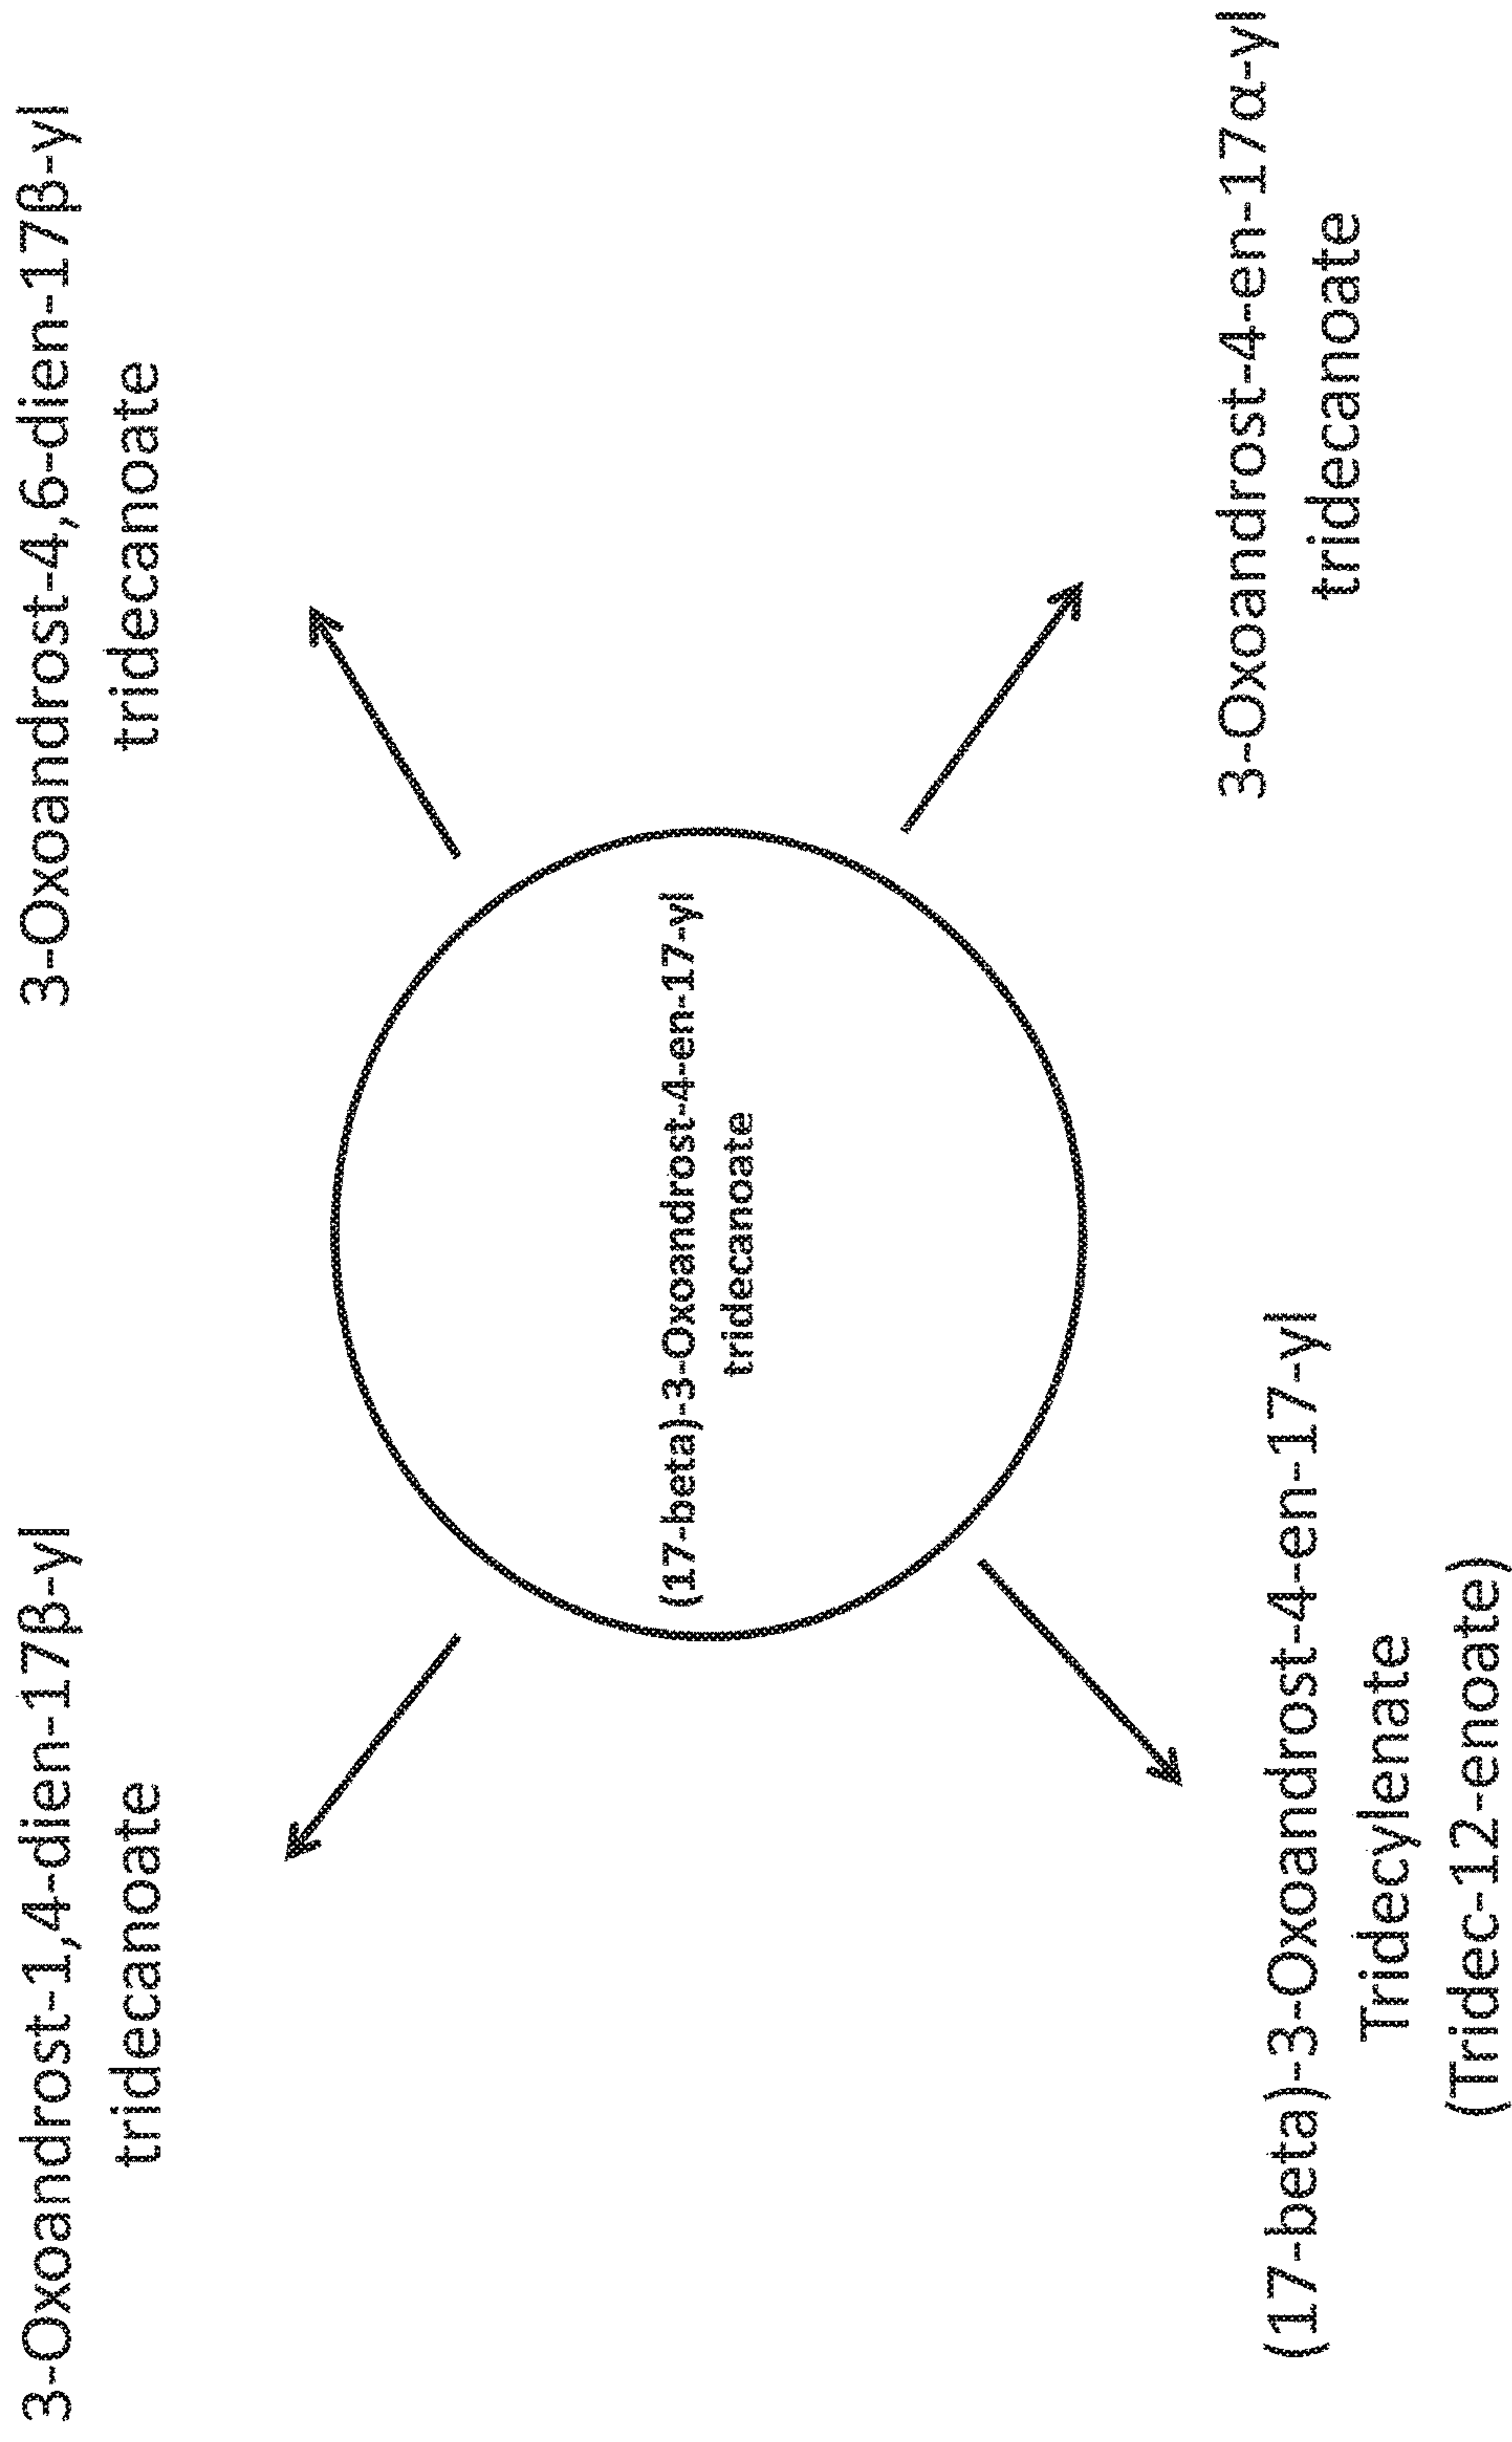 3-Oxoandrost-1,4-dien-17β-yl
tridecanoate
3-Oxoandrost-4,6-dien-17β-yl
tridecanoate
(17-beta)-3-Oxoandrost-4-en-17-yl
tridecanoate
(17-beta)-3-Oxoandrost-4-en-17-yl
Tridecylenate
(Tridec-12-enoate)
3-Oxoandrost-4-en-17α-yl
tridecanoate